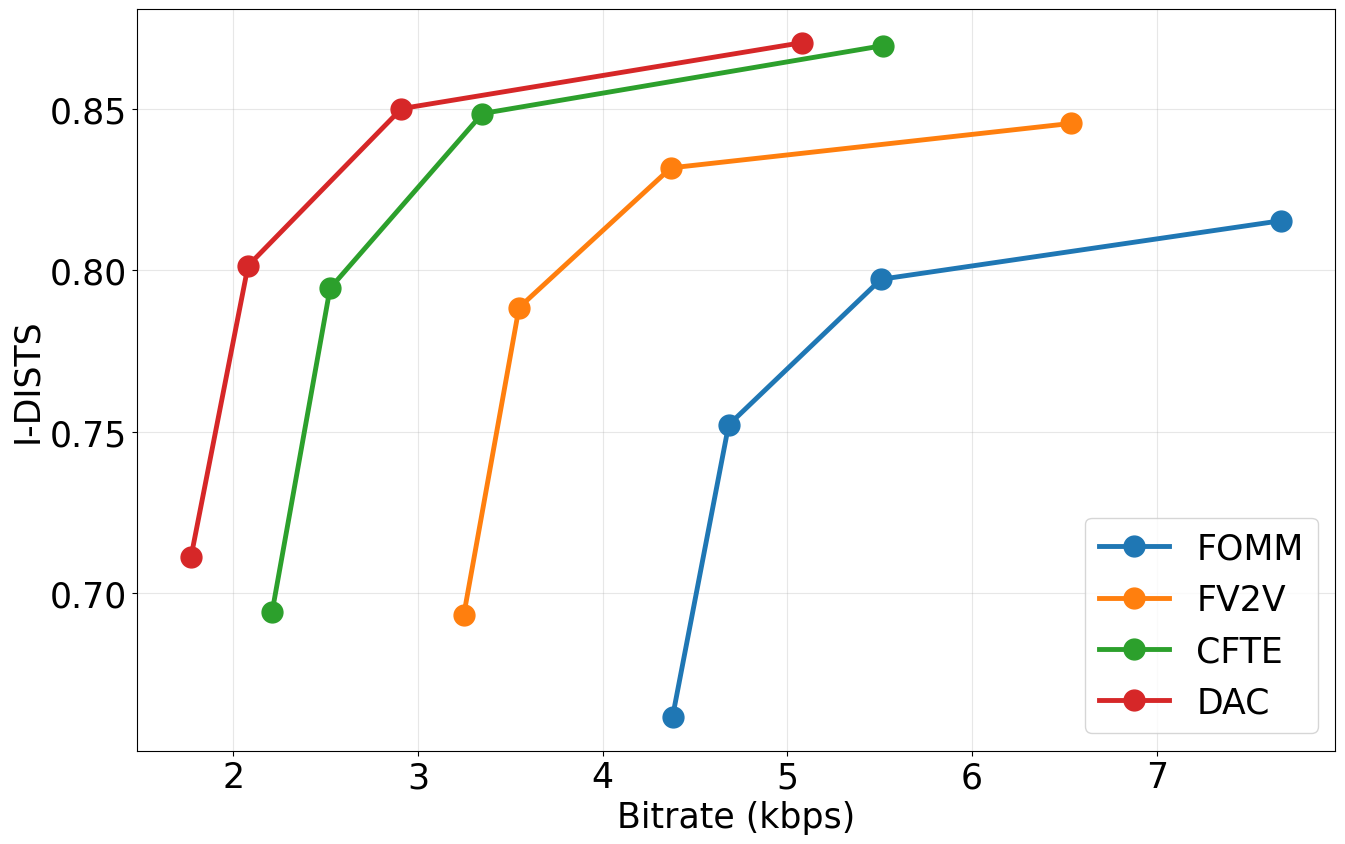 I-DISTS
0.85
0.80
0.75
0.70
2 3 4 5 6 7
Bitrate (kbps)
FOMM
FV2V
CFTE
DAC